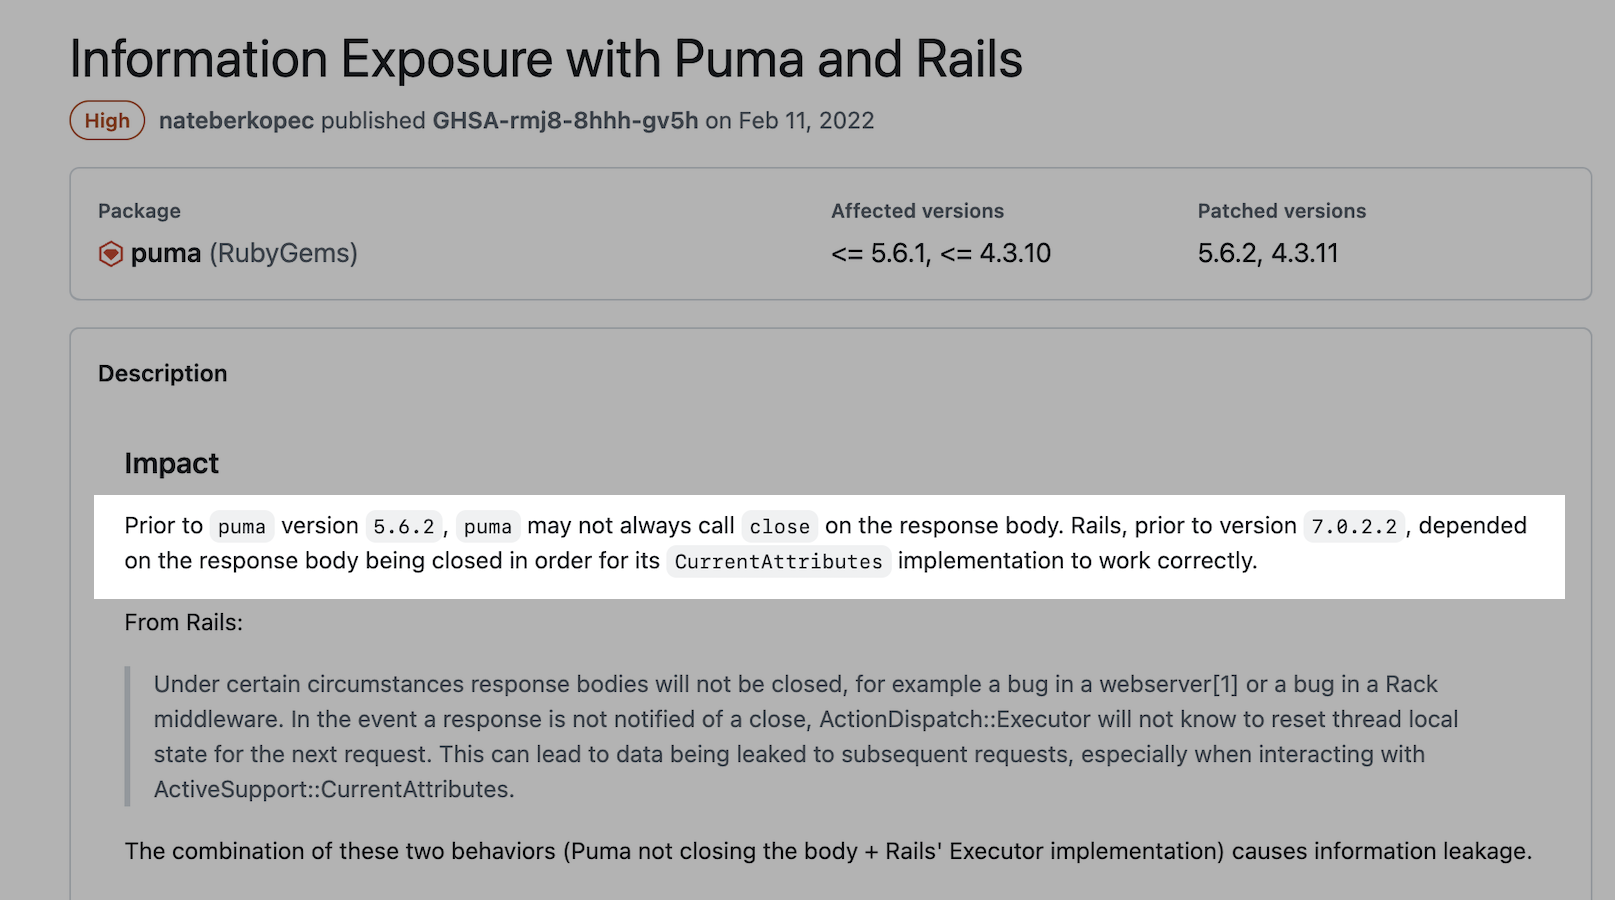 Information Exposure with Puma and Rails
High nateberkopec published GHSA-rmj8-8hhh-gv5h on Feb 11, 2022
Package
Affected versions
Patched versions
puma (RubyGems)
<= 5.6.1, <= 4.3.10
5.6.2, 4.3.11
Description
Impact
Prior to puma version 5.6.2, puma may not always call close on the response body. Rails, prior to version 7.0.2.2, depended
on the response body being closed in order for its CurrentAttributes implementation to work correctly.
From Rails:
Under certain circumstances response bodies will not be closed, for example a bug in a webserver[1] or a bug in a Rack
middleware. In the event a response is not notified of a close, ActionDispatch::Executor will not know to reset thread local
state for the next request. This can lead to data being leaked to subsequent requests, especially when interacting with
ActiveSupport::CurrentAttributes.
The combination of these two behaviors (Puma not closing the body + Rails' Executor implementation) causes information leakage.